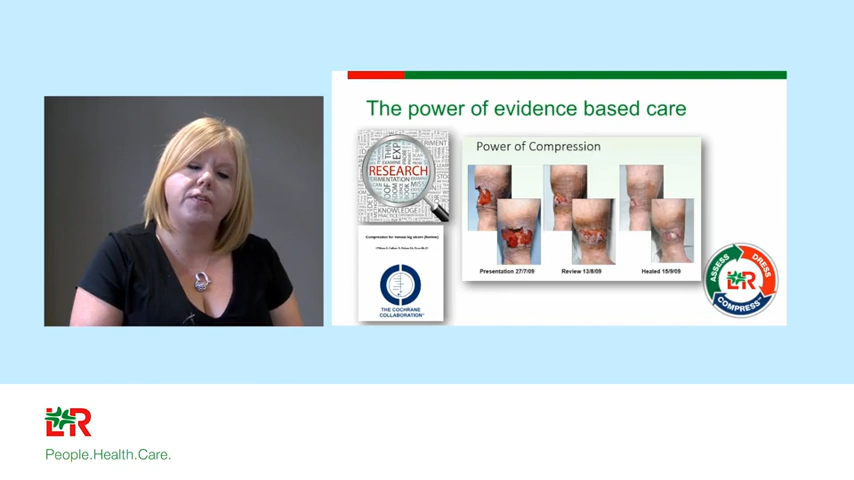 The power of evidence based care
RESEARCH
KNOWLEDGE
Power of Compression
Presentation 27/7/09
Review 13/8/09
Healed 15/9/09
THE COCHRANE
COLLABORATION
ASSESS
DRESS
COMPRESS
L&R
L&R
People.Health.Care.